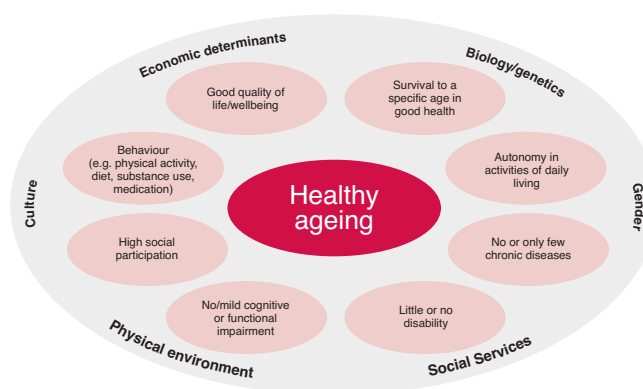 Economic determinants
Biology/genetics
Good quality of
life/wellbeing
Survival to a
specific age in
good health
Behaviour
(e.g. physical activity,
diet, substance use,
medication)
Autonomy in
activities of daily
living
Culture
Healthy
ageing
Gender
High social
participation
No or only few
chronic diseases
No/mild cognitive
or functional
impairment
Little or no
disability
Physical environment
Social Services